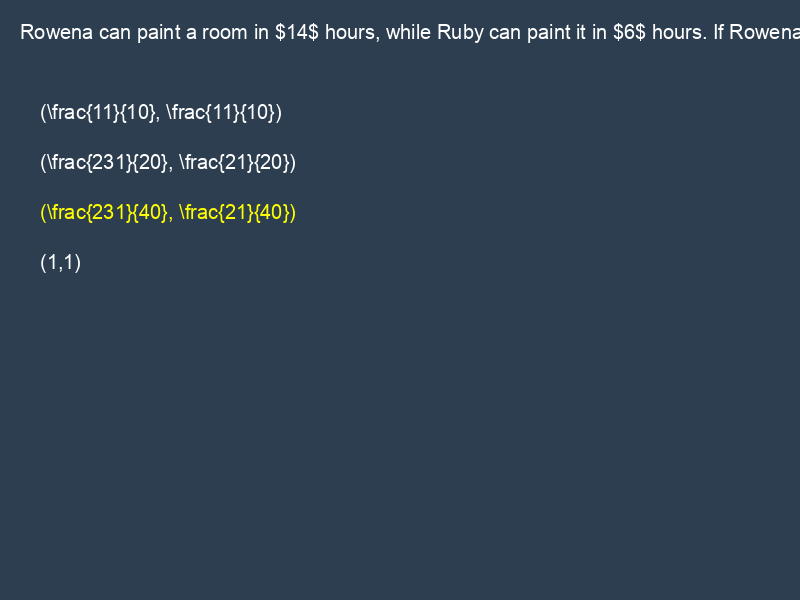 Rowena can paint a room in $14$ hours, while Ruby can paint it in $6$ hours. If Rowena
(\frac{11}{10}, \frac{11}{10})
(\frac{231}{20}, \frac{21}{20})
(\frac{231}{40}, \frac{21}{40})
(1,1)